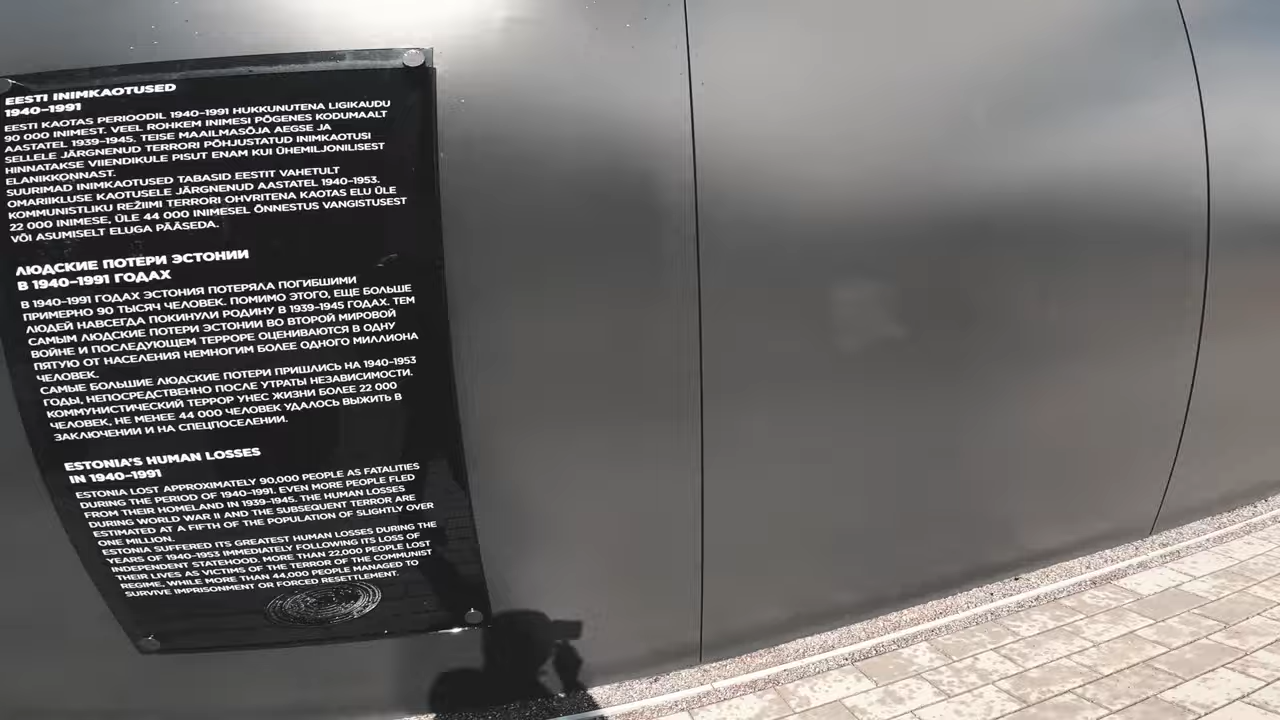 EESTI INIMKAOTUSED
1940–1991
EESTI KAOTAS PERIOODIL 1940–1991 HUKKUNUTENA LIGIKAUDU
90 000 INIMEST. VEEL ROHKEM INIMESI PÕGENES KODUMAALT
AASTATEL 1939–1945. TEISE MAAILMASÕJA AEGSE JA
SELLELE JÄRGNENUD TERRORI PÕHJUSTATUD INIMKAOTUSI
HINNATAKSE VIIENDIKULE PISUT ENAM KUI ÜHEMILJONILISEST
ELANIKKONNAST.
SUURIMAD INIMKAOTUSED TABASID EESTIT VAHETULT
OMARIIKLUSE KAOTUSELE JÄRGNENUD AASTATEL 1940–1953.
KOMMUNISTLIKU REŽIIMI TERRORI OHVRITENA KAOTAS ELU ÜLE
22 000 INIMESE, ÜLE 44 000 INIMESEL ÕNNESTUS VANGISTUSEST
VÕI ASUMISELT ELUGA PÄÄSEDA.
ЛЮДСКИЕ ПОТЕРИ ЭСТОНИИ
В 1940–1991 ГОДАХ
В 1940–1991 ГОДАХ ЭСТОНИЯ ПОТЕРЯЛА ПОГИБШИМИ
ПРИМЕРНО 90 ТЫСЯЧ ЧЕЛОВЕК. ПОМИМО ЭТОГО, ЕЩЕ БОЛЬШЕ
ЛЮДЕЙ НАВСЕГДА ПОКИНУЛИ РОДИНУ В 1939–1945 ГОДАХ. ТЕМ
САМЫМ ЛЮДСКИЕ ПОТЕРИ ЭСТОНИИ ВО ВТОРОЙ МИРОВОЙ
ВОЙНЕ И ПОСЛЕДУЮЩЕМ ТЕРРОРЕ ОЦЕНИВАЮТСЯ В ОДНУ
ПЯТУЮ ОТ НАСЕЛЕНИЯ НЕМНОГИМ БОЛЕЕ ОДНОГО МИЛЛИОНА
ЧЕЛОВЕК.
САМЫЕ БОЛЬШИЕ ЛЮДСКИЕ ПОТЕРИ ПРИШЛИСЬ НА 1940–1953
ГОДЫ, НЕПОСРЕДСТВЕННО ПОСЛЕ УТРАТЫ НЕЗАВИСИМОСТИ.
КОММУНИСТИЧЕСКИЙ ТЕРРОР УНЕС ЖИЗНИ БОЛЕЕ 22 000
ЧЕЛОВЕК, НЕ МЕНЕЕ 44 000 ЧЕЛОВЕК УДАЛОСЬ ВЫЖИТЬ В
ЗАКЛЮЧЕНИИ И НА СПЕЦПОСЕЛЕНИИ.
ESTONIA'S HUMAN LOSSES
IN 1940–1991
ESTONIA LOST APPROXIMATELY 90,000 PEOPLE AS FATALITIES
DURING THE PERIOD OF 1940–1991. EVEN MORE PEOPLE FLED
FROM THEIR HOMELAND IN 1939–1945. THE HUMAN LOSSES
DURING WORLD WAR II AND THE SUBSEQUENT TERROR ARE
ESTIMATED AT A FIFTH OF THE POPULATION OF SLIGHTLY OVER
ONE MILLION.
ESTONIA SUFFERED ITS GREATEST HUMAN LOSSES DURING THE
YEARS OF 1940–1953 IMMEDIATELY FOLLOWING ITS LOSS OF
INDEPENDENT STATEHOOD. MORE THAN 22,000 PEOPLE LOST
THEIR LIVES AS VICTIMS OF THE TERROR OF THE COMMUNIST
REGIME, WHILE MORE THAN 44,000 PEOPLE MANAGED TO
SURVIVE IMPRISONMENT OR FORCED RESETTLEMENT.